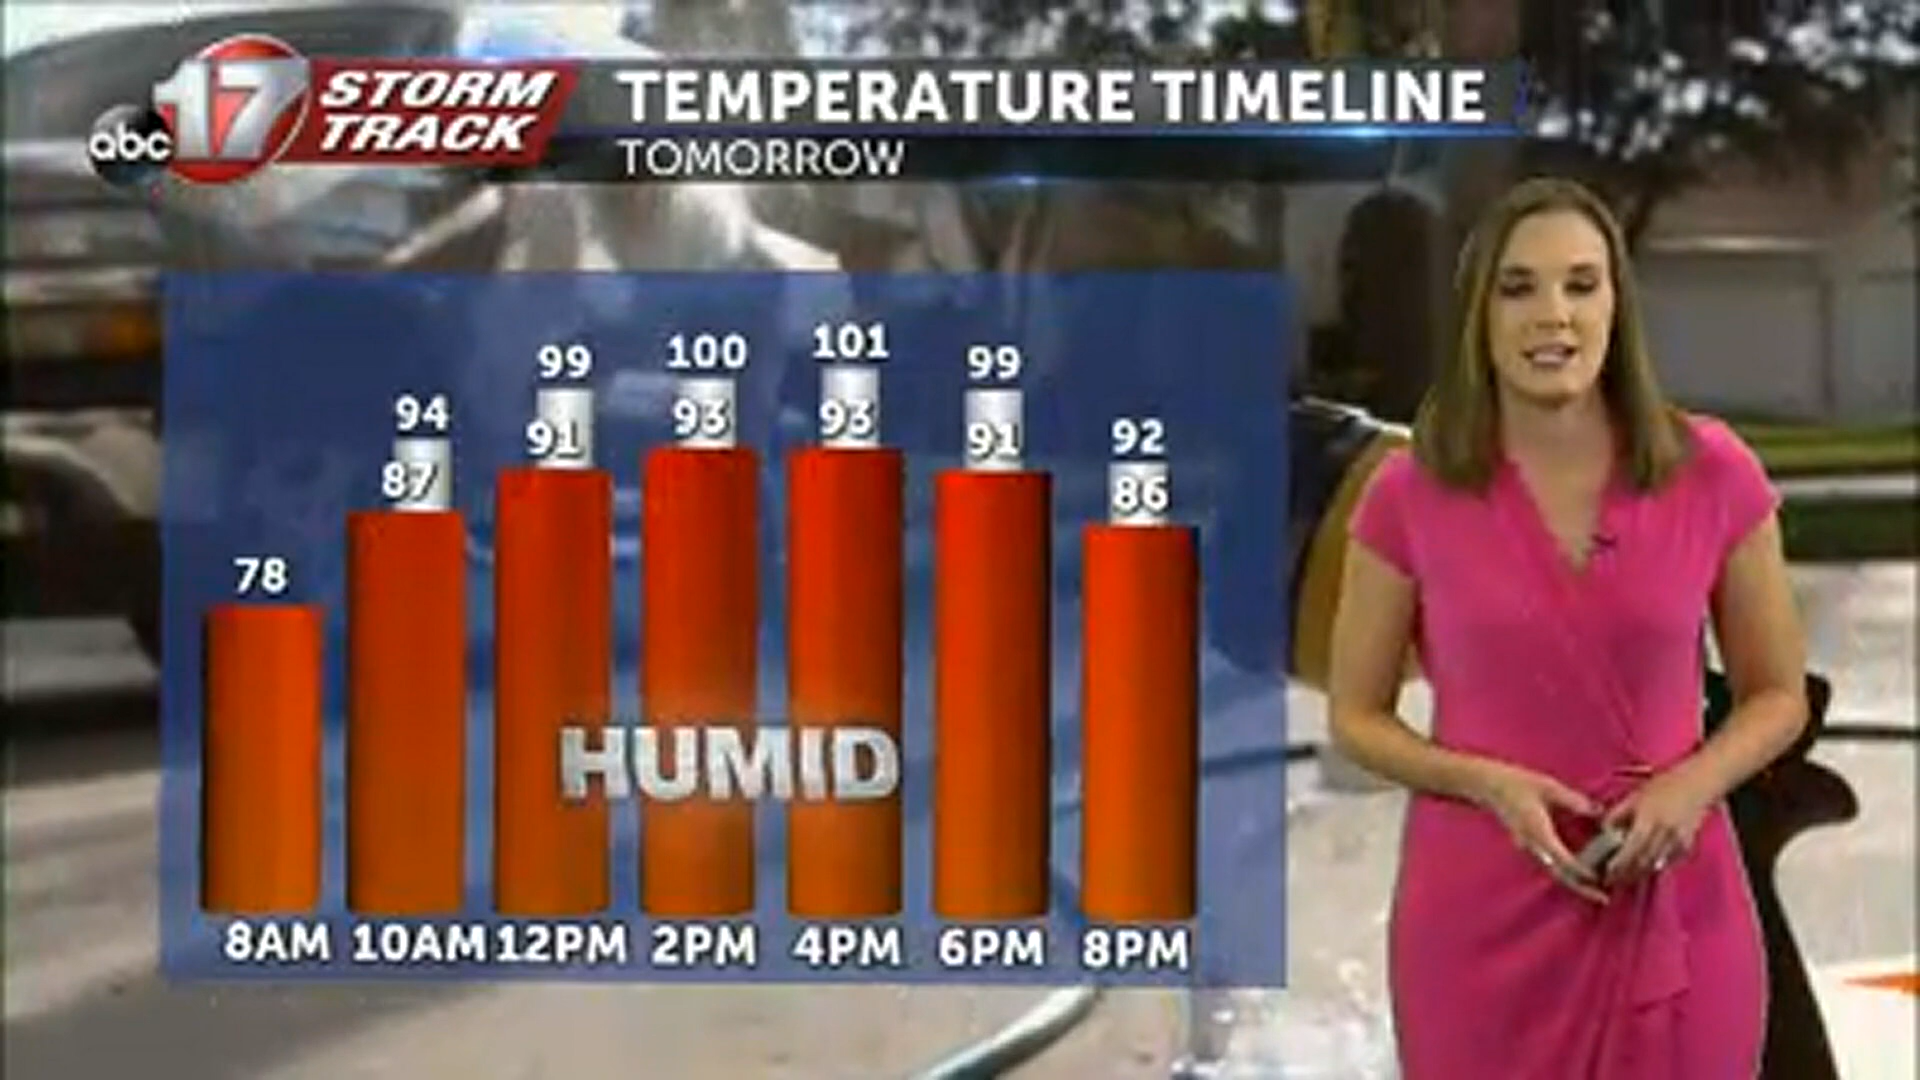 abc 17 STORM TRACK
TEMPERATURE TIMELINE
TOMORROW
101
100
99
99
94
92
93
93
91
91
87
86
78
HUMID
8AM 10AM 12PM 2PM 4PM 6PM 8PM